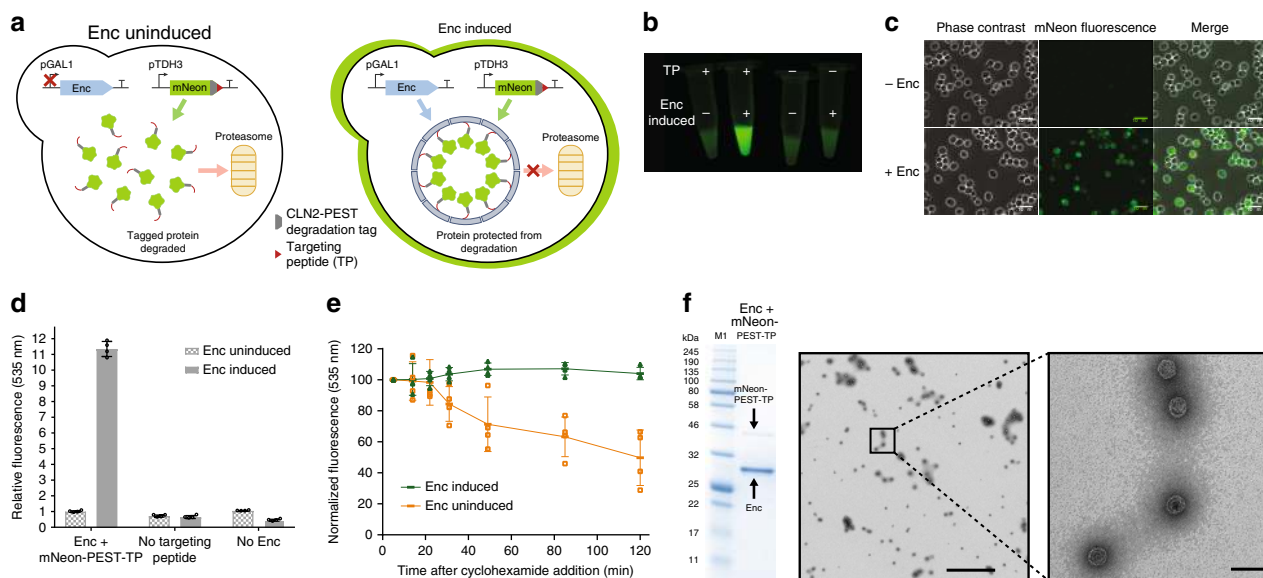 a
Enc uninduced
pGAL1
pTDH3
Enc
mNeon
Proteasome
Tagged protein
degraded
CLN2-PEST
degradation tag
Targeting
peptide (TP)
Enc induced
pGAL1
pTDH3
Enc
mNeon
Proteasome
Protein protected from
degradation
b
TP + + – –
Enc
induced
– + – +
c
Phase contrast mNeon fluorescence Merge
– Enc
+ Enc
d
Relative fluorescence (535 nm)
12
11
10
9
8
7
6
5
4
3
2
1
0
Enc uninduced
Enc induced
Enc +
mNeon-PEST-TP
No targeting
peptide
No Enc
e
Normalized fluorescence (535 nm)
120
100
80
60
40
20
0
Enc induced
Enc uninduced
0 20 40 60 80 100 120
Time after cyclohexamide addition (min)
f
Enc +
mNeon-
PEST-TP
kDa M1
245
190
135
100
80
58
46
32
25
22
17
11
mNeon-
PEST-TP
Enc